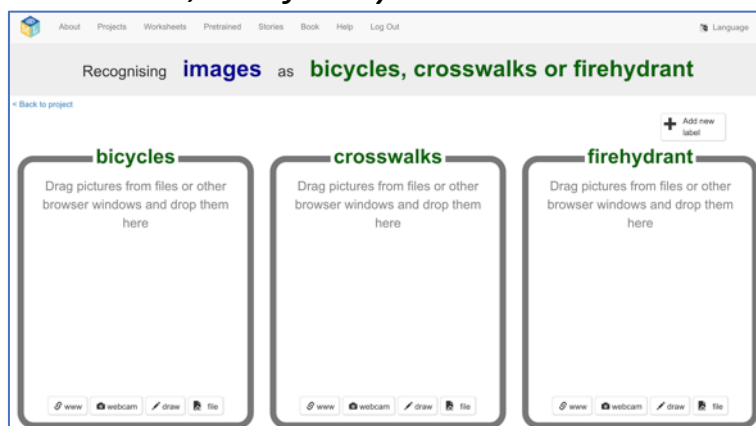 About Projects Worksheets Pretrained Stories Book Help Log Out Language
Recognising images as bicycles, crosswalks or firehydrant
< Back to project
Add new
label
bicycles
Drag pictures from files or other
browser windows and drop them
here
www webcam draw file
crosswalks
Drag pictures from files or other
browser windows and drop them
here
www webcam draw file
firehydrant
Drag pictures from files or other
browser windows and drop them
here
www webcam draw file